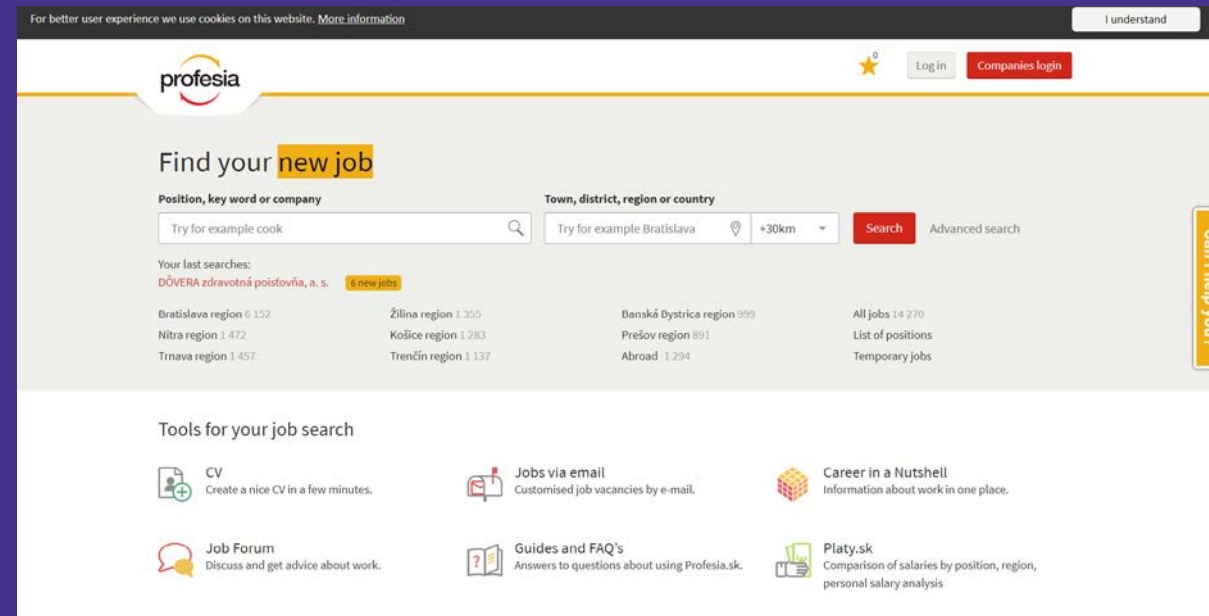 For better user experience we use cookies on this website. More information
I understand
profesia
0
Log in
Companies login
Find your new job
Position, key word or company
Town, district, region or country
Try for example cook
Try for example Bratislava
+30km
Search
Advanced search
Your last searches:
DÔVERA zdravotná poisťovňa, a. s. 6 new jobs
Bratislava region 6 152
Žilina region 1 355
Banská Bystrica region 999
All jobs 14 270
Nitra region 1 472
Košice region 1 283
Prešov region 891
List of positions
Trnava region 1 457
Trenčín region 1 137
Abroad 1 294
Temporary jobs
Can I help you?
Tools for your job search
CV
Create a nice CV in a few minutes.
Jobs via email
Customised job vacancies by e-mail.
Career in a Nutshell
Information about work in one place.
Job Forum
Discuss and get advice about work.
Guides and FAQ's
Answers to questions about using Profesia.sk.
Platy.sk
Comparison of salaries by position, region,
personal salary analysis